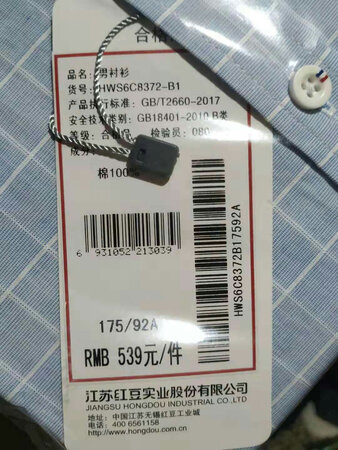 合格
品名: 男衬衫
货号: HWS6C8372-B1
产品执行标准: GB/T2660-2017
安全技术类别: GB18401-2010 B类
等级: 合
检验员: 080
成分
棉100%
6 931052 213039
HWS6C8372B17592A
175/92A
RMB 539元/件
江苏红豆实业股份有限公司
JIANGSU HONGDOU INDUSTRIAL CO., LTD
地址: 中国江苏无锡红豆工业城
电话: 400 6561158
http://www.hongdou.com.cn